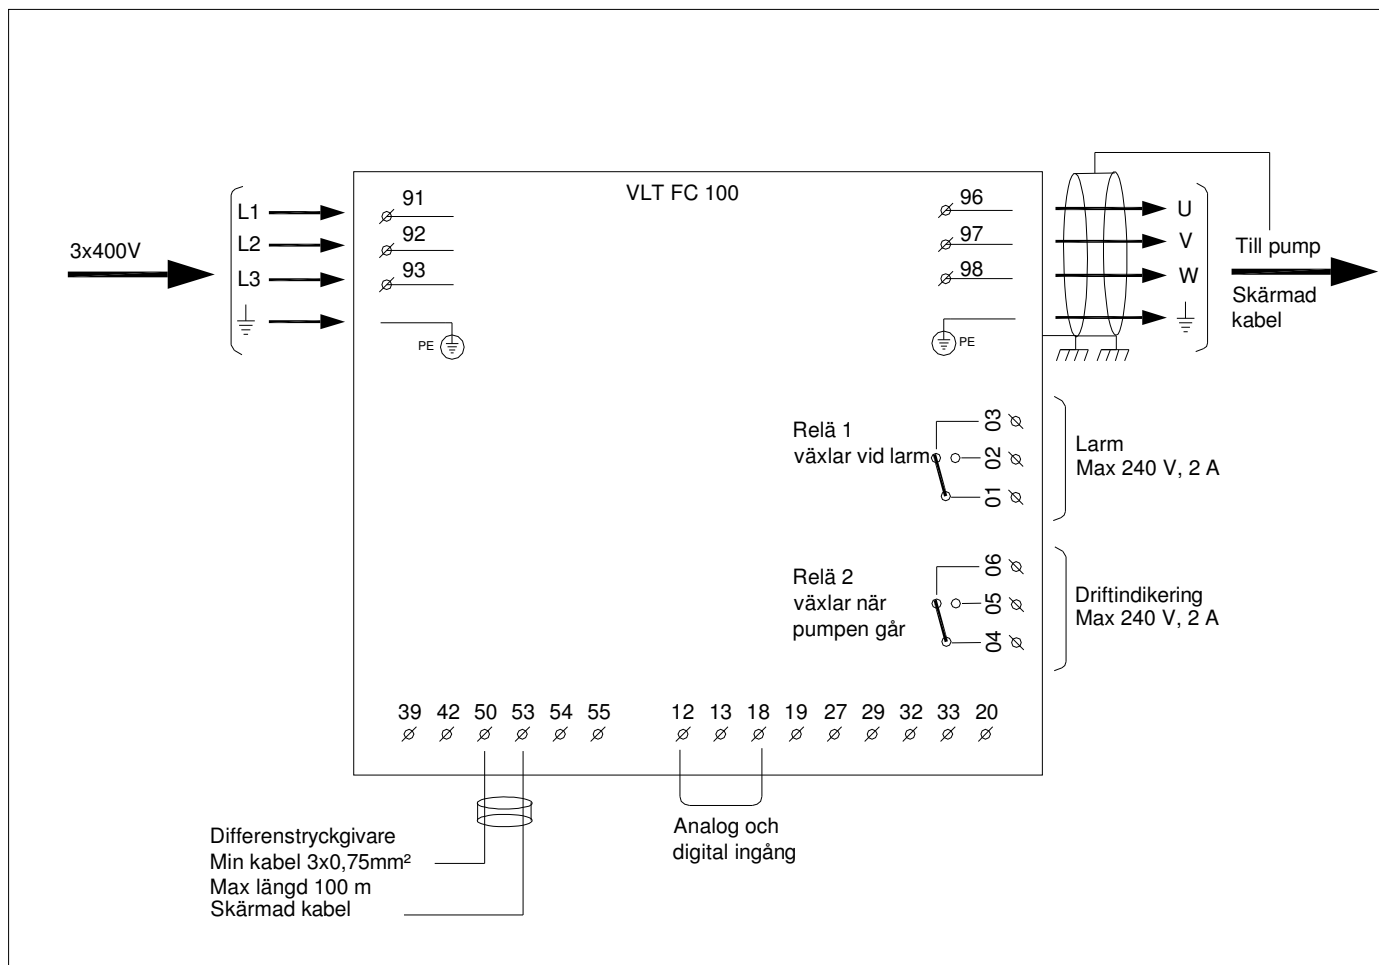 VLT FC 100
3x400V
L1
L2
L3
91
92
93
PE
96
97
98
PE
U
V
W
Till pump
Skärmad
kabel
Relä 1
växlar vid larm
03
02
01
Larm
Max 240 V, 2 A
Relä 2
växlar när
pumpen går
06
05
04
Driftindikering
Max 240 V, 2 A
39 42 50 53 54 55 12 13 18 19 27 29 32 33 20
Differenstryckgivare
Min kabel 3x0,75mm²
Max längd 100 m
Skärmad kabel
Analog och
digital ingång